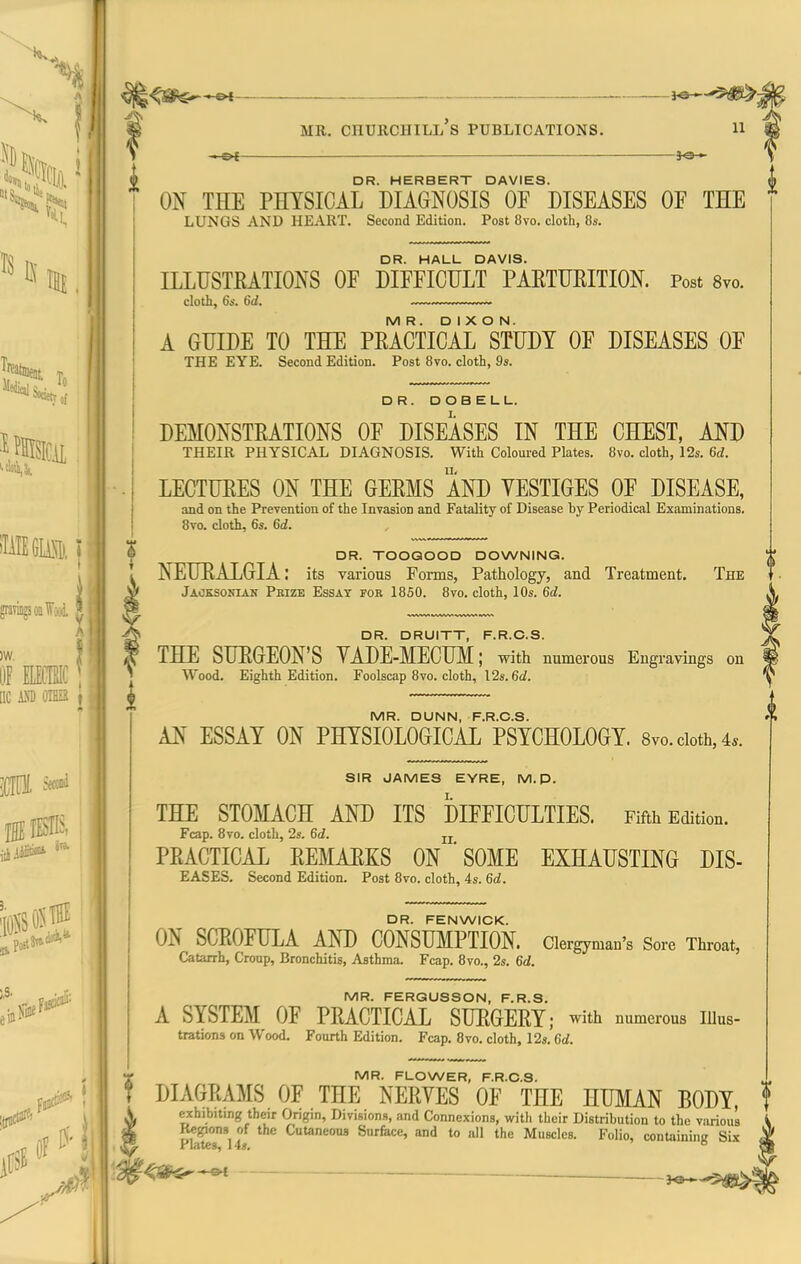 MR. CHURCHILL'S PUBLICATIONS. 11
DR. HERBERT DAVIES.
ON THE PHYSICAL DIAGNOSIS OF DISEASES OF THE
LUNGS AND HEART. Second Edition. Post 8vo. cloth, 8s.
DR. HALL DAVIS.
ILLUSTRATIONS OF DIFFICULT PARTURITION. Post 8vo.
cloth, 6s. 6d.
MR. DIXON.
A GUIDE TO THE PRACTICAL STUDY OF DISEASES OF
THE EYE. Second Edition. Post 8vo. cloth, 9s.
DR. DOBELL.
I.
DEMONSTRATIONS OF DISEASES IN THE CHEST, AND
THEIR PHYSICAL DIAGNOSIS. With Coloured Plates. 8vo. cloth, 12s. 6d.
II.
LECTURES ON THE GERMS AND VESTIGES OF DISEASE,
and on the Prevention of the Invasion and Fatality of Disease by Periodical Examinations.
8vo. cloth, 6s. 6d.
DR. TOOGOOD DOWNING.
NEURALGIA: its various Forms, Pathology, and Treatment. THE
JACKSONIAN PRIZE ESSAY FOR 1850. 8vo. cloth, 10s. 6d.
DR. DRUITT, F.R.C.S.
THE SURGEON'S VADE-MECUM; with numerous Engravings on
Wood. Eighth Edition. Foolscap 8vo. cloth, 12s. 6d.
MR. DUNN, F.R.C.S.
AN ESSAY ON PHYSIOLOGICAL PSYCHOLOGY. 8vo. cloth, 4s.
SIR JAMES EYRE, M.D.
I.
THE STOMACH AND ITS DIFFICULTIES. Fifth Edition.
Fcap. 8vo. cloth, 2s. 6d.
II.
PRACTICAL REMARKS ON SOME EXHAUSTING DIS-
EASES. Second Edition. Post 8vo. cloth, 4s. 6d.
DR. FENWICK.
ON SCROFULA AND CONSUMPTION. Clergyman's Sore Throat,
Catarrh, Croup, Bronchitis, Asthma. Fcap. 8vo., 2s. 6d.
MR. FERGUSSON, F.R.S.
A SYSTEM OF PRACTICAL SURGERY; with numerous Illus-
trations on Wood. Fourth Edition. Fcap. 8vo. cloth, 12s. 6d.
MR. FLOWER, F.R.C.S.
DIAGRAMS OF THE NERVES OF THE HUMAN BODY,
exhibiting their Origin, Divisions, and Connexions, with their Distribution to the various
Regions of the Cutaneous Surface, and to all the Muscles. Folio, containing Six
Plates, 14s.